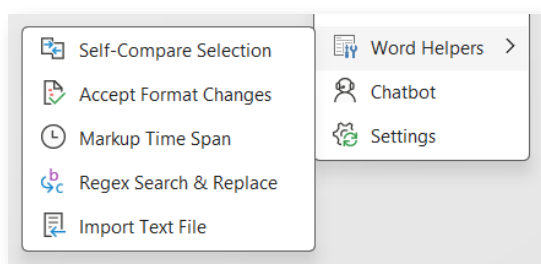 Word Helpers
Chatbot
Settings
Self-Compare Selection
Accept Format Changes
Markup Time Span
Regex Search & Replace
Import Text File